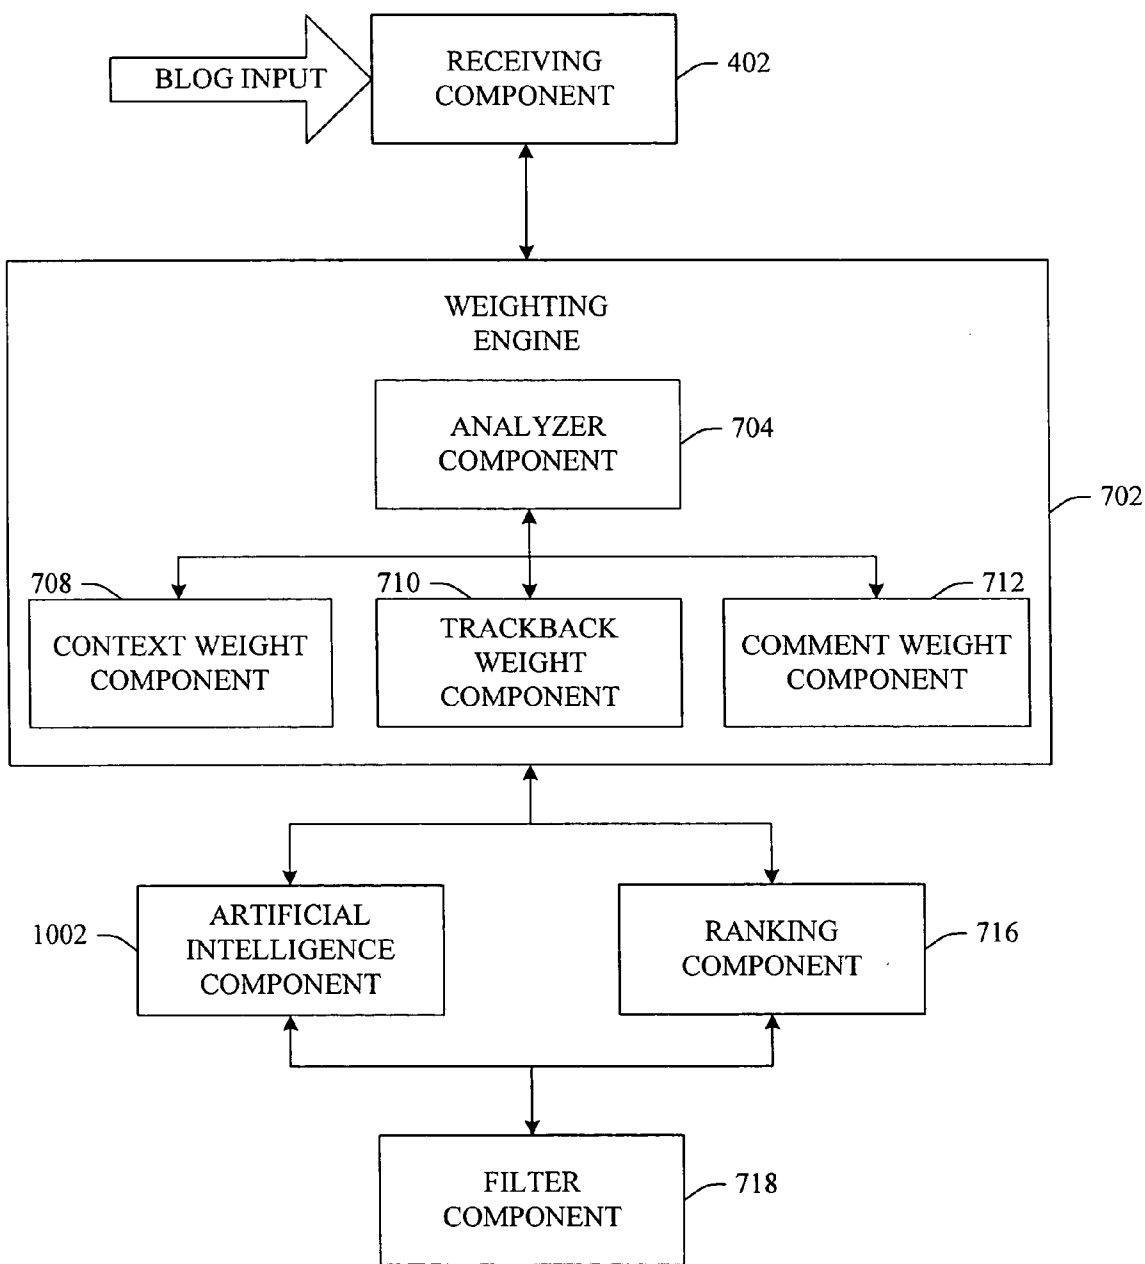 BLOG INPUT
RECEIVING
COMPONENT
402
WEIGHTING
ENGINE
ANALYZER
COMPONENT
704
702
708
CONTEXT WEIGHT
COMPONENT
710
TRACKBACK
WEIGHT
COMPONENT
712
COMMENT WEIGHT
COMPONENT
1002
ARTIFICIAL
INTELLIGENCE
COMPONENT
RANKING
COMPONENT
716
FILTER
COMPONENT
718